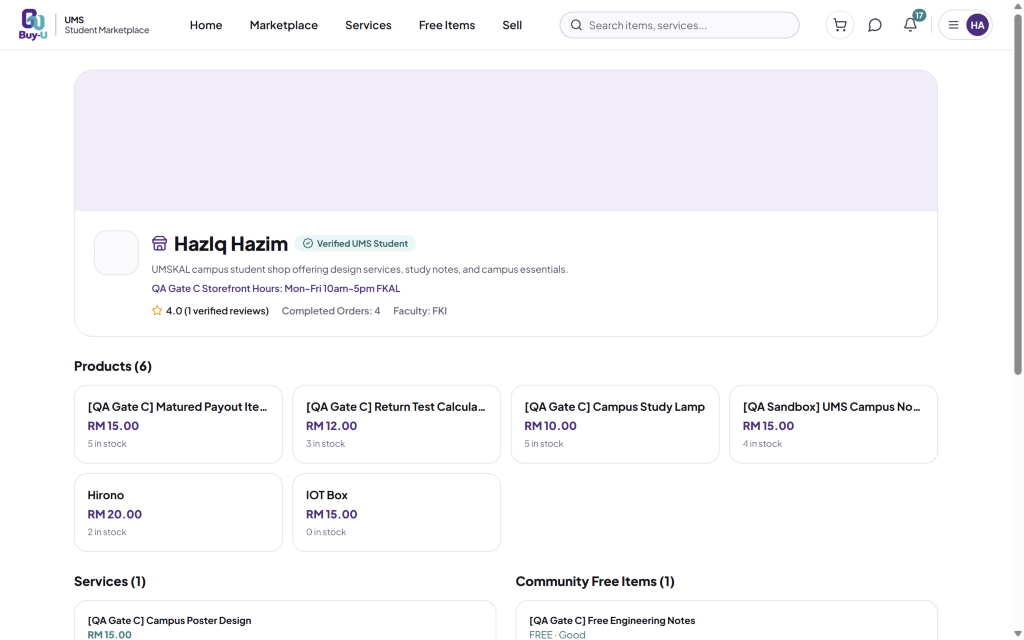 Buy-U
UMS
Student Marketplace
Home
Marketplace
Services
Free Items
Sell
Search items, services...
17
HA
HazIq Hazim
Verified UMS Student
UMSKAL campus student shop offering design services, study notes, and campus essentials.
QA Gate C Storefront Hours: Mon-Fri 10am-5pm FKAL
4.0 (1 verified reviews)
Completed Orders: 4
Faculty: FKI
Products (6)
[QA Gate C] Matured Payout Ite...
RM 15.00
5 in stock
[QA Gate C] Return Test Calcula...
RM 12.00
3 in stock
[QA Gate C] Campus Study Lamp
RM 10.00
5 in stock
[QA Sandbox] UMS Campus No...
RM 15.00
4 in stock
Hirono
RM 20.00
2 in stock
IOT Box
RM 15.00
0 in stock
Services (1)
[QA Gate C] Campus Poster Design
RM 15.00
Community Free Items (1)
[QA Gate C] Free Engineering Notes
FREE · Good